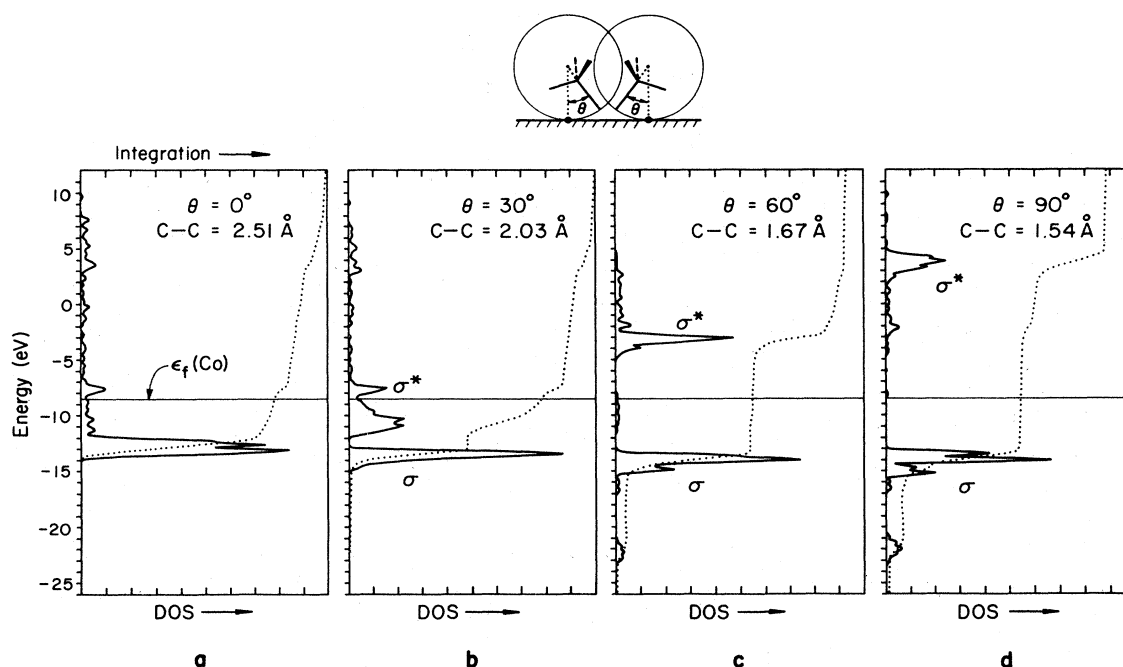 θ θ
Integration →
Energy (eV)
10
5
0
−5
−10
−15
−20
−25
θ = 0°
C−C = 2.51 Å
εf (Co)
DOS →
a
θ = 30°
C−C = 2.03 Å
σ*
σ
DOS →
b
θ = 60°
C−C = 1.67 Å
σ*
σ
DOS →
c
θ = 90°
C−C = 1.54 Å
σ*
σ
DOS →
d